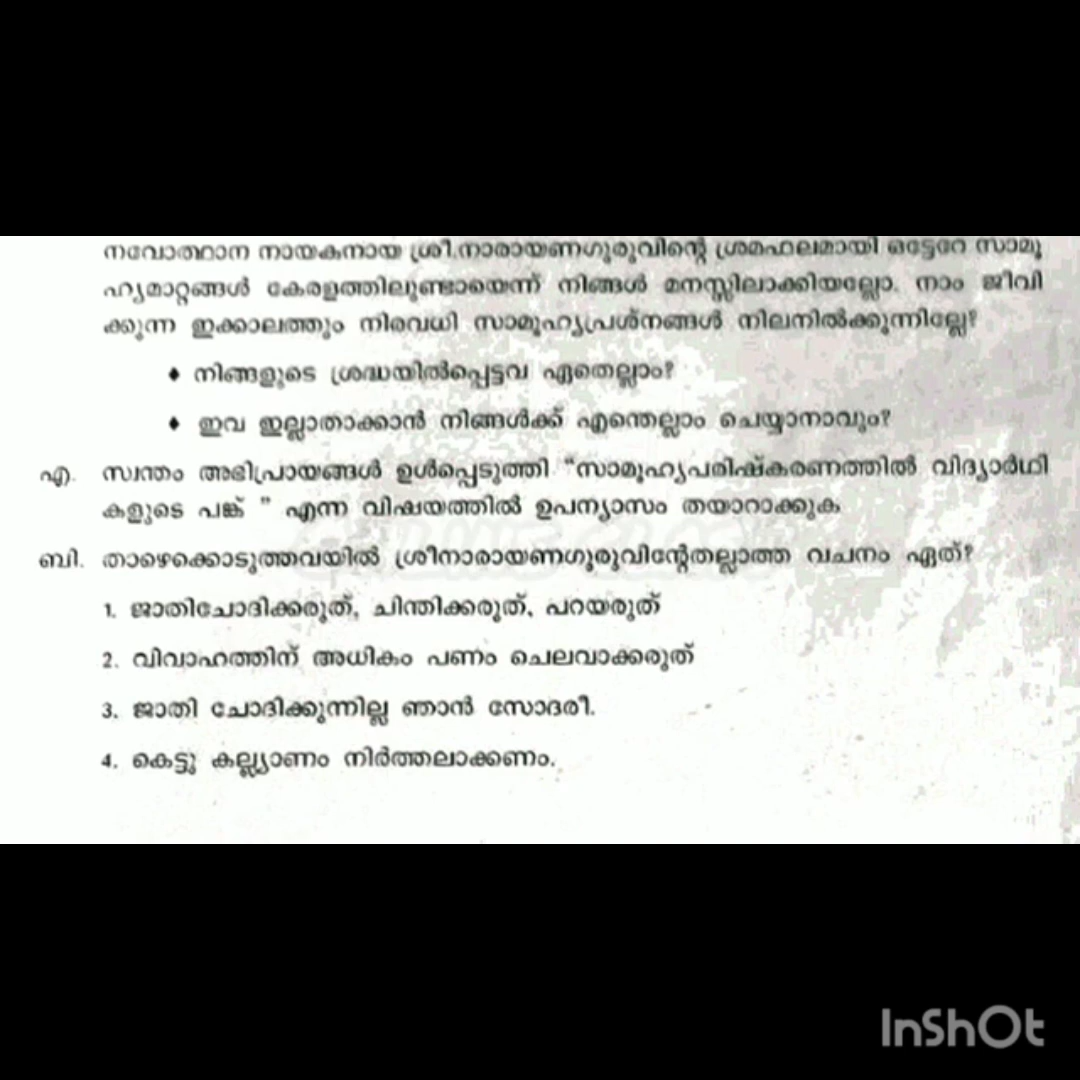 നവോത്ഥാന നായകനായ ശ്രീ.നാരായണഗുരുവിന്റെ ശ്രമഫലമായി ഒട്ടേറേ സാമൂ
ഹ്യമാറ്റങ്ങൾ കേരളത്തിലുണ്ടായെന്ന് നിങ്ങൾ മനസ്സിലാക്കിയല്ലോ. നാം ജീവി
ക്കുന്ന ഇക്കാലത്തും നിരവധി സാമൂഹ്യപ്രശ്നങ്ങൾ നിലനിൽക്കുന്നില്ലേ?
♦ നിങ്ങളുടെ ശ്രദ്ധയിൽപ്പെട്ടവ ഏതെല്ലാം?
♦ ഇവ ഇല്ലാതാക്കാൻ നിങ്ങൾക്ക് എന്തെല്ലാം ചെയ്യാനാവും?
എ. സ്വന്തം അഭിപ്രായങ്ങൾ ഉൾപ്പെടുത്തി "സാമൂഹ്യപരിഷ്കരണത്തിൽ വിദ്യാർഥി
കളുടെ പങ്ക് " എന്ന വിഷയത്തിൽ ഉപന്യാസം തയാറാക്കുക
ബി. താഴെക്കൊടുത്തവയിൽ ശ്രീനാരായണഗുരുവിന്റേതല്ലാത്ത വചനം ഏത്?
1. ജാതിചോദിക്കരുത്, ചിന്തിക്കരുത്, പറയരുത്
2. വിവാഹത്തിന് അധികം പണം ചെലവാക്കരുത്
3. ജാതി ചോദിക്കുന്നില്ല ഞാൻ സോദരീ.
4. കെട്ടു കല്ല്യാണം നിർത്തലാക്കണം.
InShOt